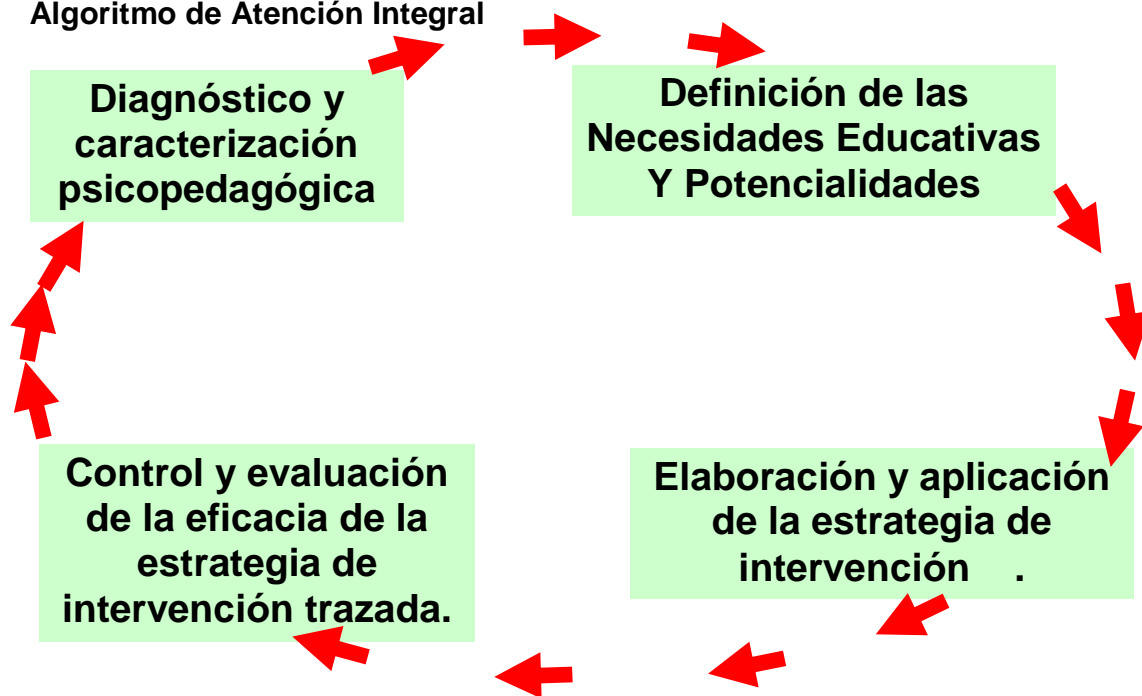 Algoritmo de Atención Integral
Diagnóstico y
caracterización
psicopedagógica
Definición de las
Necesidades Educativas
Y Potencialidades
Elaboración y aplicación
de la estrategia de
intervención .
Control y evaluación
de la eficacia de la
estrategia de
intervención trazada.